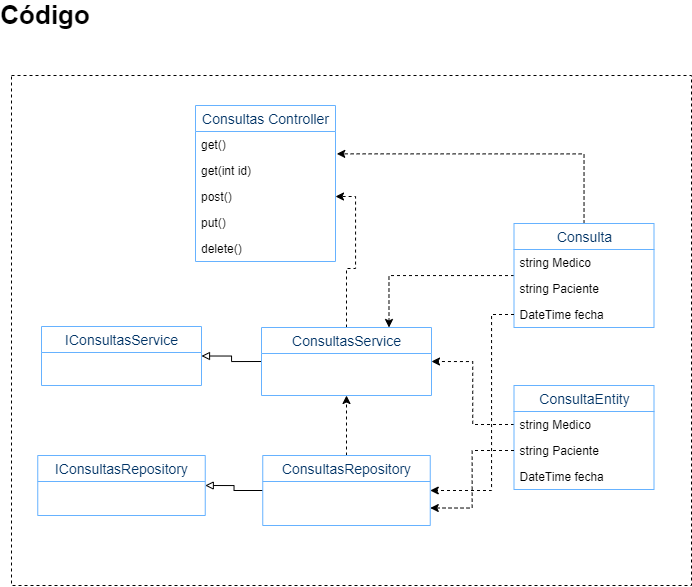 Código
Consultas Controller
get()
get(int id)
post()
put()
delete()
Consulta
string Medico
string Paciente
DateTime fecha
IConsultasService
ConsultasService
ConsultaEntity
string Medico
string Paciente
DateTime fecha
IConsultasRepository
ConsultasRepository